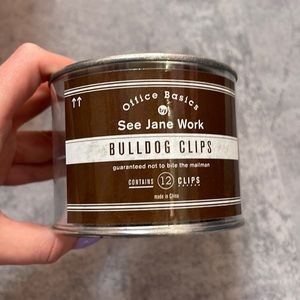 Office Basics
by
See Jane Work
BULLDOG CLIPS
guaranteed not to bite the mailman
CONTAINS 12 CLIPS
made in China